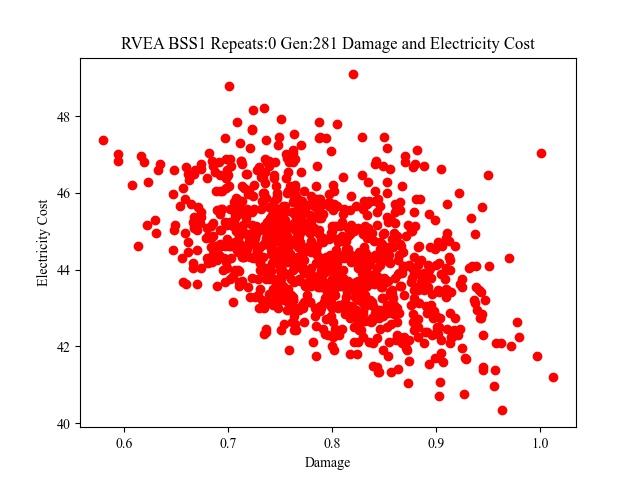 RVEA BSS1 Repeats:0 Gen:281 Damage and Electricity Cost
48
46
44
42
40
Electricity Cost
0.6 0.7 0.8 0.9 1.0
Damage